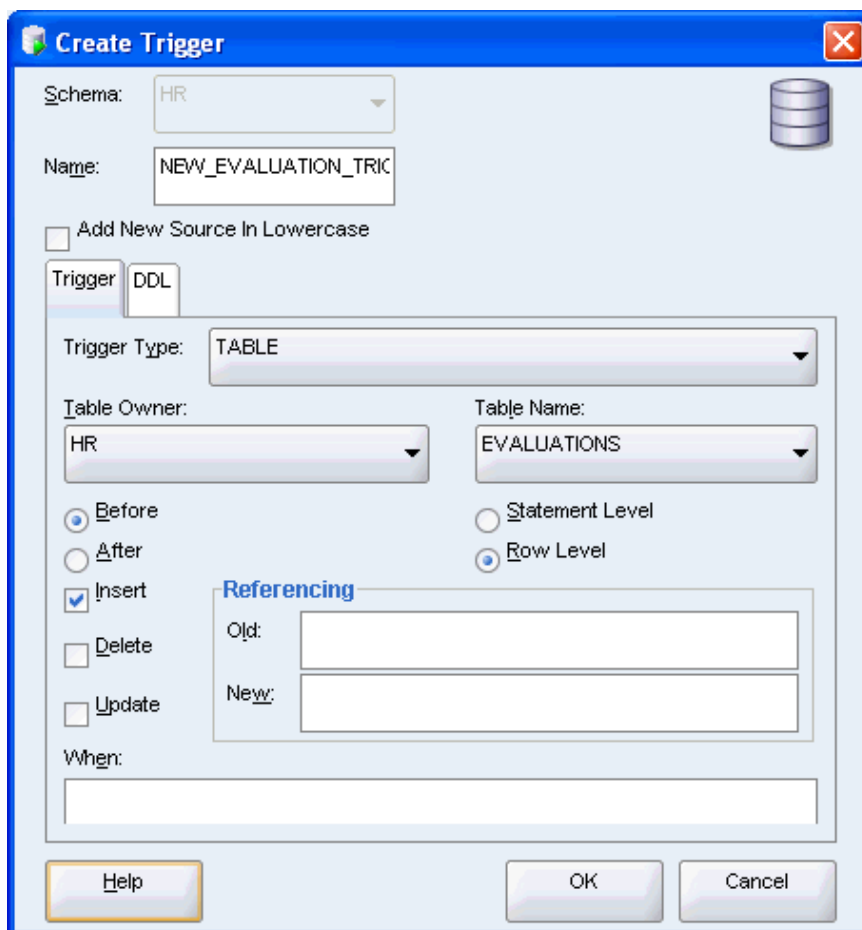 Create Trigger
Schema: HR
Name: NEW_EVALUATION_TRIG
Add New Source In Lowercase
Trigger DDL
Trigger Type: TABLE
Table Owner: Table Name:
HR EVALUATIONS
Before Statement Level
After Row Level
Insert Referencing
Old:
Delete
New:
Update
When:
Help OK Cancel